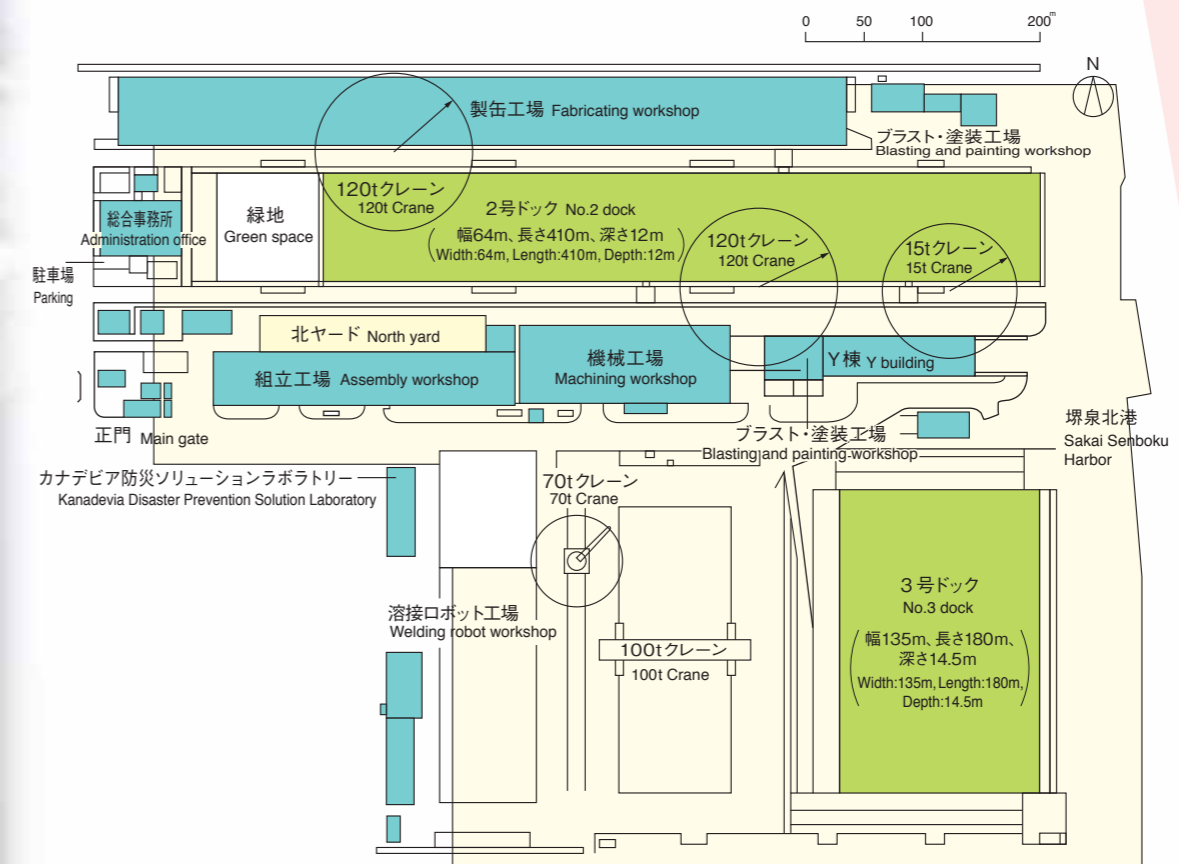 0 50 100 200m
N
製缶工場 Fabricating workshop
ブラスト・塗装工場
Blasting and painting workshop
120tクレーン
120t Crane
2号ドック No.2 dock
(幅64m、長さ410m、深さ12m
Width:64m, Length:410m, Depth:12m)
緑地
Green space
総合事務所
Administration office
駐車場
Parking
120tクレーン
120t Crane
15tクレーン
15t Crane
北ヤード North yard
組立工場 Assembly workshop
機械工場
Machining workshop
Y棟 Y building
正門 Main gate
ブラスト・塗装工場
Blasting and painting workshop
堺泉北港
Sakai Senboku
Harbor
カナデビア防災ソリューションラボラトリー
Kanadevia Disaster Prevention Solution Laboratory
70tクレーン
70t Crane
溶接ロボット工場
Welding robot workshop
100tクレーン
100t Crane
3号ドック
No.3 dock
(幅135m、長さ180m、
深さ14.5m
Width:135m, Length:180m,
Depth:14.5m)